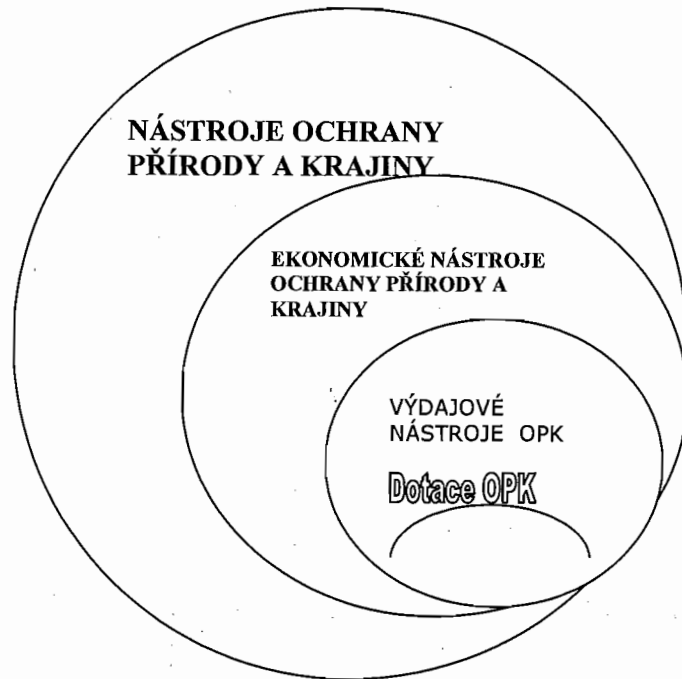 NÁSTROJE OCHRANY
PŘÍRODY A KRAJINY
EKONOMICKÉ NÁSTROJE
OCHRANY PŘÍRODY A
KRAJINY
VÝDAJOVÉ
NÁSTROJE OPK
Dotace OPK